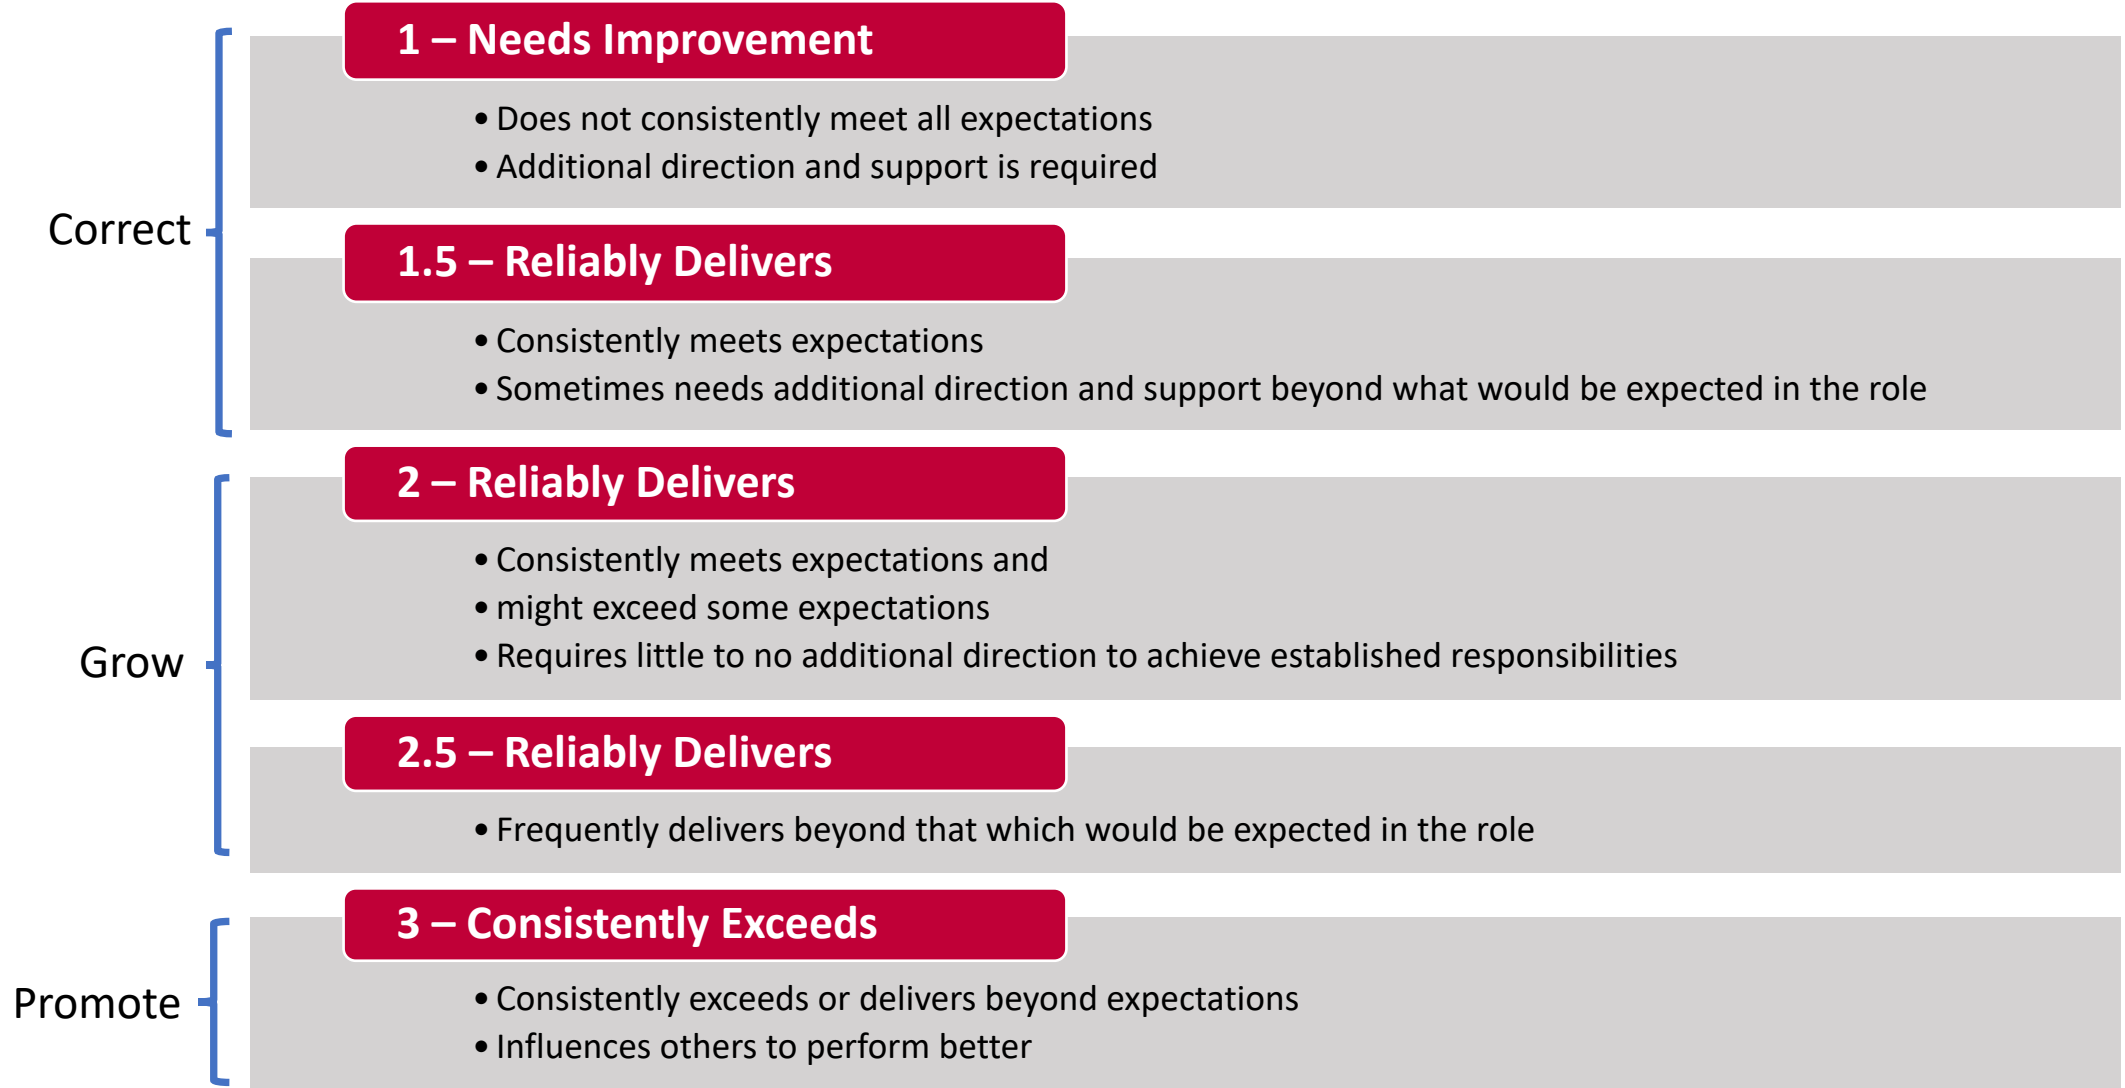 1 – Needs Improvement
• Does not consistently meet all expectations
• Additional direction and support is required
Correct
1.5 – Reliably Delivers
• Consistently meets expectations
• Sometimes needs additional direction and support beyond what would be expected in the role
2 – Reliably Delivers
• Consistently meets expectations and
• might exceed some expectations
• Requires little to no additional direction to achieve established responsibilities
Grow
2.5 – Reliably Delivers
• Frequently delivers beyond that which would be expected in the role
3 – Consistently Exceeds
• Consistently exceeds or delivers beyond expectations
Promote
• Influences others to perform better